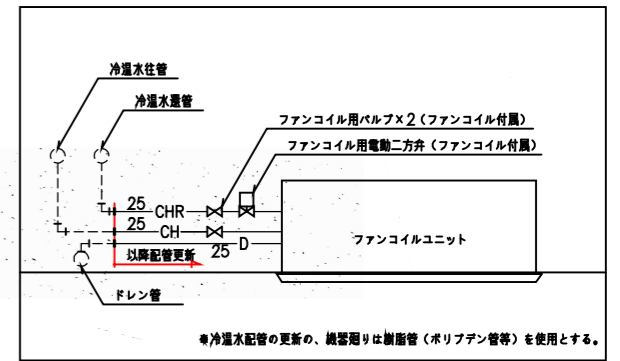 冷温水往管
冷温水還管
ファンコイル用バルブ×2(ファンコイル付属)
ファンコイル用電動二方弁(ファンコイル付属)
25 CHR
25 CH
25 D
以降配管更新
ファンコイルユニット
ドレン管
※冷温水配管の更新の、機器廻りは樹脂管(ポリブデン管等)を使用とする。